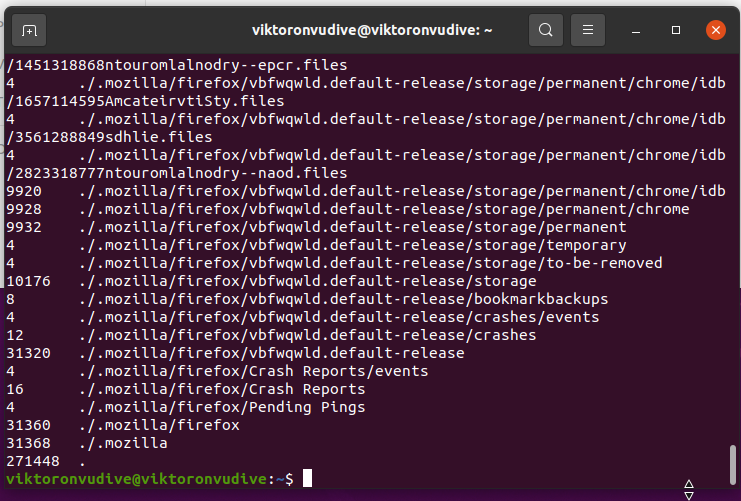 viktoronvudive@viktoronvudive: ~
/1451318868ntouromlalnodry--epcr.files
4 ./.mozilla/firefox/vbfwqwld.default-release/storage/permanent/chrome/idb
/1657114595AmcateirvtiSty.files
4 ./.mozilla/firefox/vbfwqwld.default-release/storage/permanent/chrome/idb
/3561288849sdhlie.files
4 ./.mozilla/firefox/vbfwqwld.default-release/storage/permanent/chrome/idb
/2823318777ntouromlalnodry--naod.files
9920 ./.mozilla/firefox/vbfwqwld.default-release/storage/permanent/chrome/idb
9928 ./.mozilla/firefox/vbfwqwld.default-release/storage/permanent/chrome
9932 ./.mozilla/firefox/vbfwqwld.default-release/storage/permanent
4 ./.mozilla/firefox/vbfwqwld.default-release/storage/temporary
4 ./.mozilla/firefox/vbfwqwld.default-release/storage/to-be-removed
10176 ./.mozilla/firefox/vbfwqwld.default-release/storage
8 ./.mozilla/firefox/vbfwqwld.default-release/bookmarkbackups
4 ./.mozilla/firefox/vbfwqwld.default-release/crashes/events
12 ./.mozilla/firefox/vbfwqwld.default-release/crashes
31320 ./.mozilla/firefox/vbfwqwld.default-release
4 ./.mozilla/firefox/Crash Reports/events
16 ./.mozilla/firefox/Crash Reports
4 ./.mozilla/firefox/Pending Pings
31360 ./.mozilla/firefox
31368 ./.mozilla
271448 .
viktoronvudive@viktoronvudive:~$